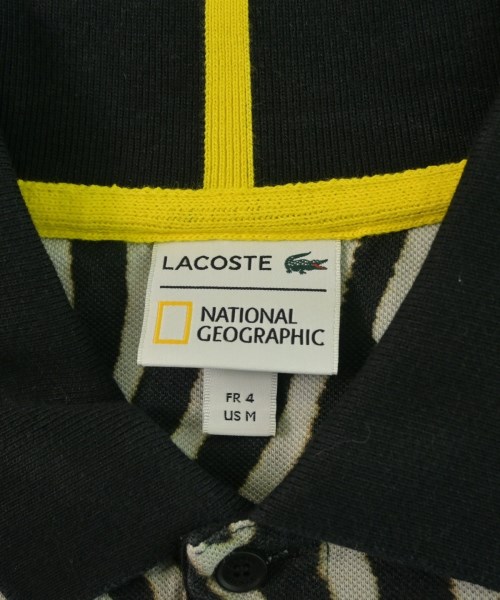 LACOSTE
NATIONAL
GEOGRAPHIC
FR 4
US M